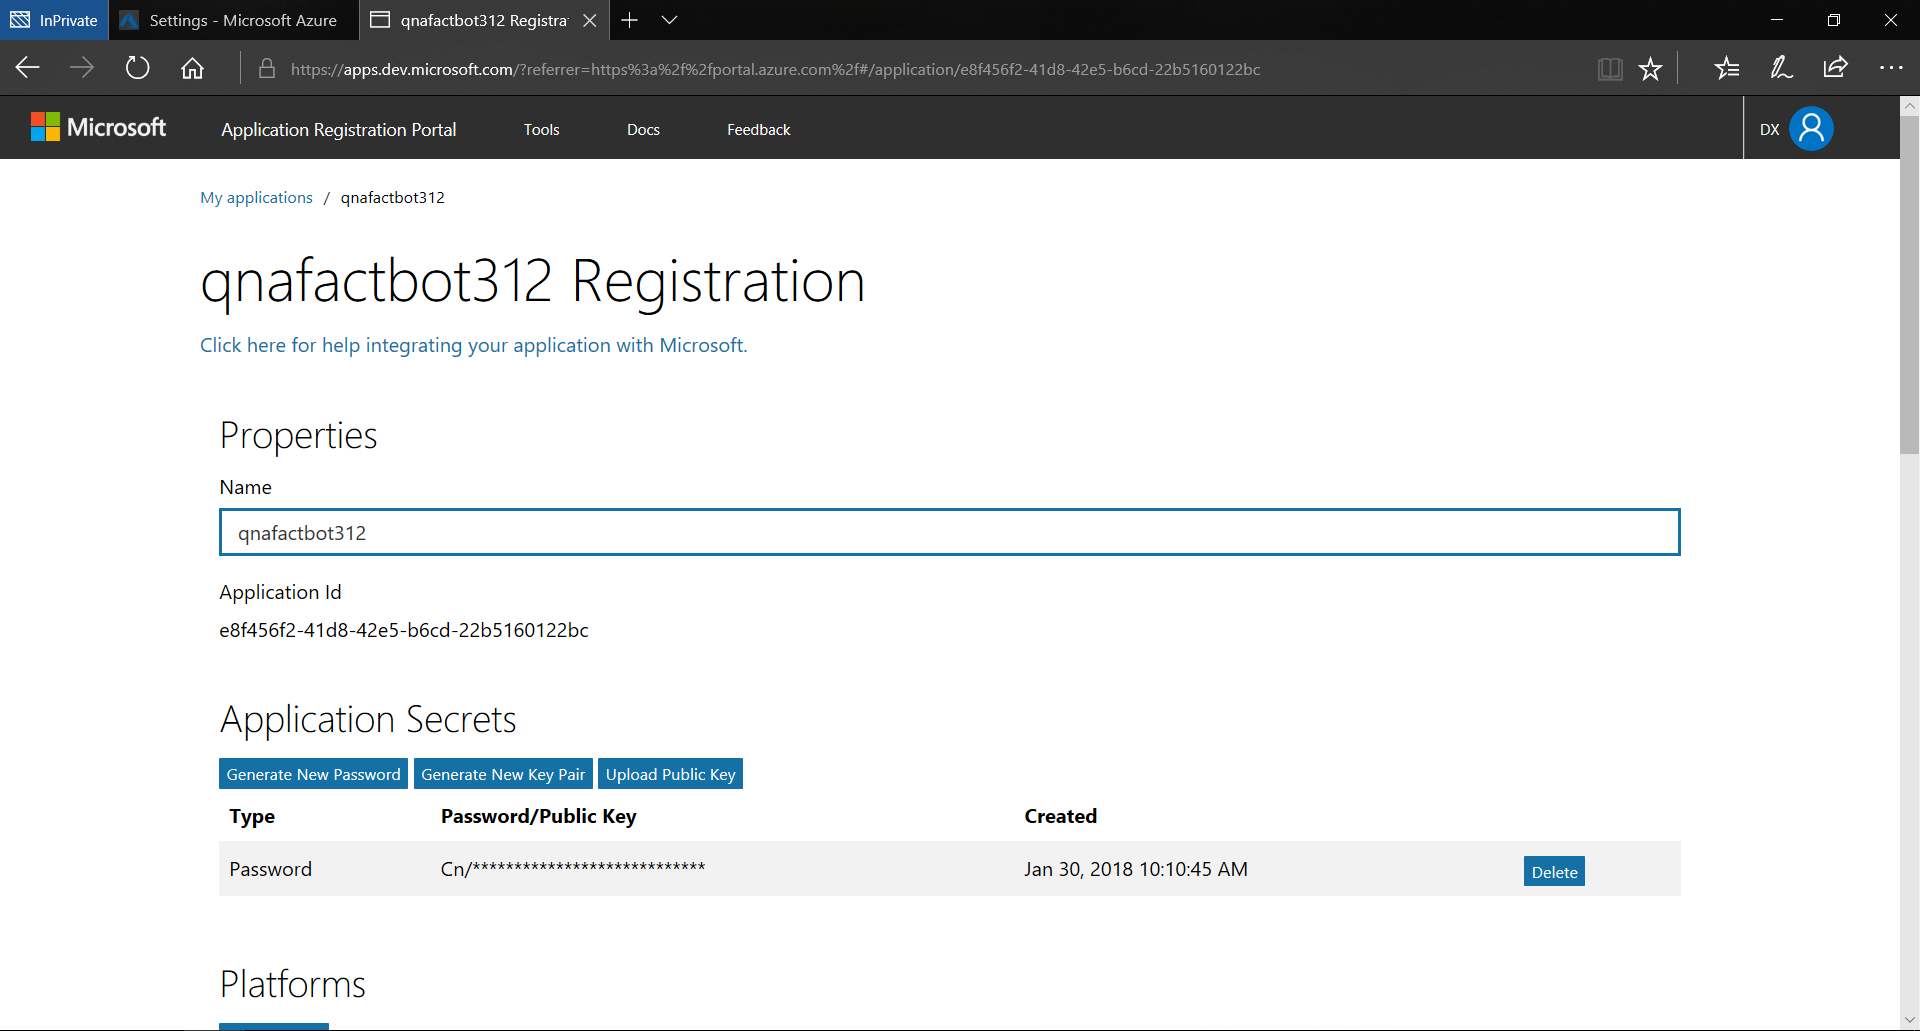 InPrivate
Settings - Microsoft Azure
qnafactbot312 Registra
https://apps.dev.microsoft.com/?referrer=https%3a%2f%2fportal.azure.com%2f#/application/e8f456f2-41d8-42e5-b6cd-22b5160122bc
Microsoft
Application Registration Portal
Tools
Docs
Feedback
DX
My applications / qnafactbot312
qnafactbot312 Registration
Click here for help integrating your application with Microsoft.
Properties
Name
qnafactbot312
Application Id
e8f456f2-41d8-42e5-b6cd-22b5160122bc
Application Secrets
Generate New Password Generate New Key Pair Upload Public Key
Type Password/Public Key Created
Password Cn/**************************** Jan 30, 2018 10:10:45 AM Delete
Platforms